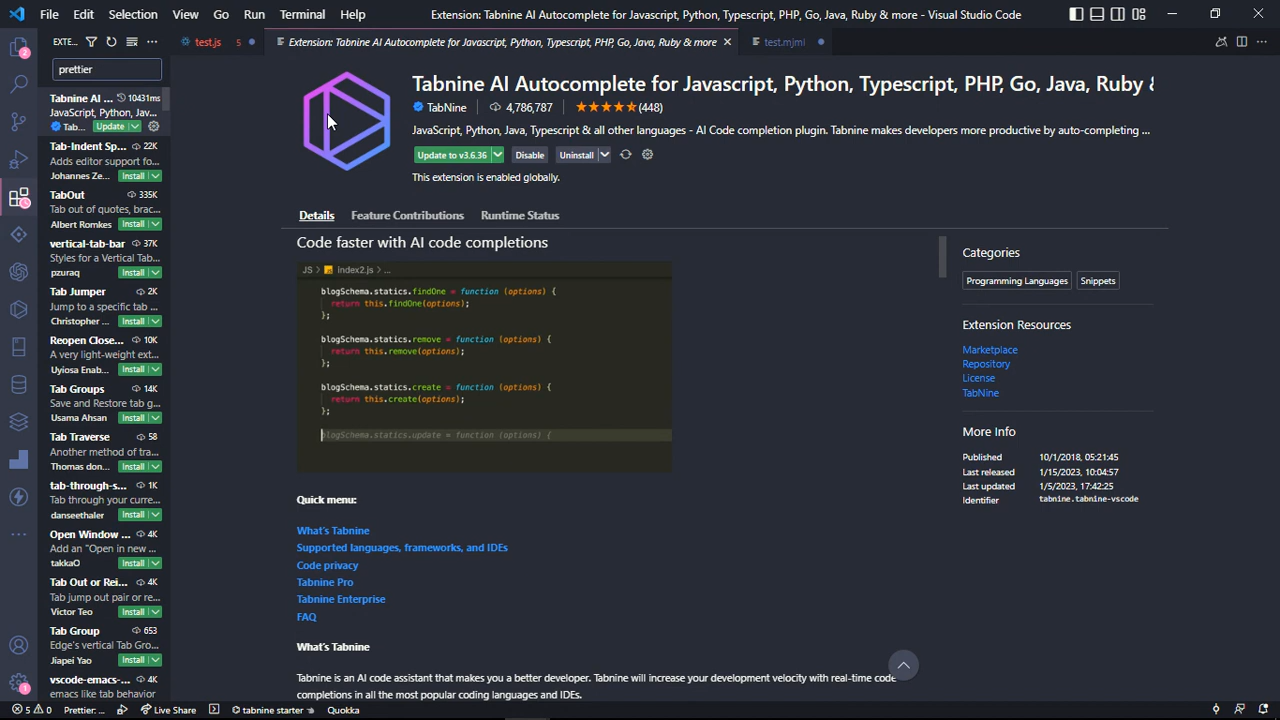 File Edit Selection View Go Run Terminal Help
Extension: Tabnine AI Autocomplete for Javascript, Python, Typescript, PHP, Go, Java, Ruby & more - Visual Studio Code
EXTE...
test.js 5
Extension: Tabnine AI Autocomplete for Javascript, Python, Typescript, PHP, Go, Java, Ruby & more
test.mjml
2
prettier
Tabnine AI ... 10431ms
JavaScript, Python, Jav...
Tab... Update
Tab-Indent Sp... 22K
Adds editor support fo...
Johannes Ze... Install
TabOut 335K
Tab out of quotes, brac...
Albert Romkes Install
vertical-tab-bar 37K
Styles for a Vertical Tab...
pzuraq Install
Tab Jumper 2K
Jump to a specific tab ...
Christopher ... Install
Reopen Close... 10K
A very light-weight ext...
Uyiosa Enab... Install
Tab Groups 14K
Save and Restore tab g...
Usama Ahsan Install
Tab Traverse 58
Another method of tra...
Thomas don... Install
tab-through-s... 1K
Tab through your curre...
danseethaler Install
Open Window ... 4K
Add an "Open in new ...
takkaO Install
Tab Out or Rei... 4K
Tab jump out pair or re...
Victor Teo Install
Tab Group 653
Edge's vertical Tab Gro...
Jiapei Yao Install
vscode-emacs-... 4K
emacs like tab behavior
1
Tabnine AI Autocomplete for Javascript, Python, Typescript, PHP, Go, Java, Ruby &
TabNine 4,786,787 (448)
JavaScript, Python, Java, Typescript & all other languages - AI Code completion plugin. Tabnine makes developers more productive by auto-completing ...
Update to v3.6.36 Disable Uninstall
This extension is enabled globally.
Details Feature Contributions Runtime Status
Code faster with AI code completions
JS > index2.js > ...
blogSchema.statics.findOne = function (options) {
return this.findOne(options);
};
blogSchema.statics.remove = function (options) {
return this.remove(options);
};
blogSchema.statics.create = function (options) {
return this.create(options);
};
blogSchema.statics.update = function (options) {
Quick menu:
What's Tabnine
Supported languages, frameworks, and IDEs
Code privacy
Tabnine Pro
Tabnine Enterprise
FAQ
What's Tabnine
Tabnine is an AI code assistant that makes you a better developer. Tabnine will increase your development velocity with real-time code
completions in all the most popular coding languages and IDEs.
Categories
Programming Languages Snippets
Extension Resources
Marketplace
Repository
License
TabNine
More Info
Published 10/1/2018, 05:21:45
Last released 1/15/2023, 10:04:57
Last updated 1/5/2023, 17:42:25
Identifier tabnine.tabnine-vscode
5 0 Prettier: ... Live Share tabnine starter Quokka